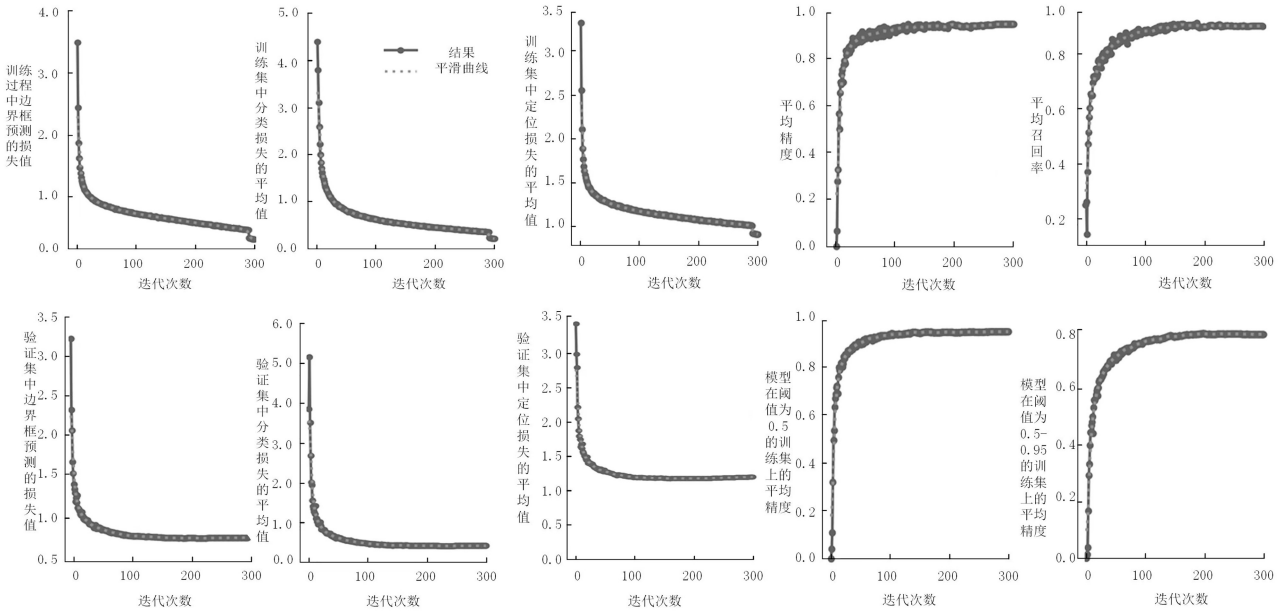 训练过程中边界框预测的损失值
4.0
3.0
2.0
1.0
0.0
0 100 200 300
迭代次数
训练集中分类损失的平均值
5.0
4.0
3.0
2.0
1.0
0.0
结果
平滑曲线
0 100 200 300
迭代次数
训练集中定位损失的平均值
3.5
3.0
2.5
2.0
1.5
1.0
0 100 200 300
迭代次数
平均精度
1.0
0.8
0.6
0.4
0.2
0.0
0 100 200 300
迭代次数
平均召回率
1.0
0.8
0.6
0.4
0.2
0 100 200 300
迭代次数
验证集中边界框预测的损失值
3.5
3.0
2.5
2.0
1.5
1.0
0.5
0 100 200 300
迭代次数
验证集中分类损失的平均值
6.0
5.0
4.0
3.0
2.0
1.0
0.0
0 100 200 300
迭代次数
验证集中定位损失的平均值
3.5
3.0
2.5
2.0
1.5
1.0
0.5
0.0
0 100 200 300
迭代次数
模型
在阈
值为
0.5
的训
练集
上的
平均
精度
1.0
0.8
0.6
0.4
0.2
0.0
0 100 200 300
迭代次数
模型
在阈
值为
0.5-
0.95
的训
练集
上的
平均
精度
0.8
0.6
0.4
0.2
0.0
0 100 200 300
迭代次数